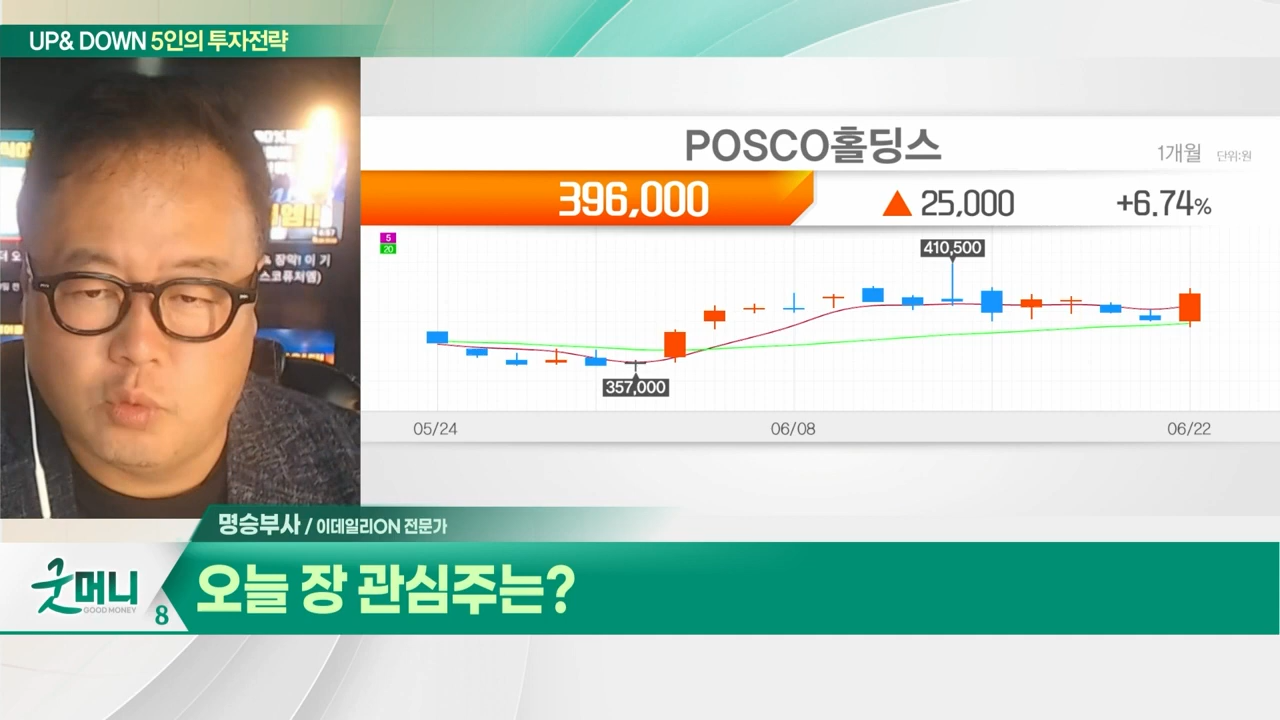 UP& DOWN 5인의 투자전략
POSCO홀딩스
1개월 단위:원
396,000 ▲ 25,000 +6.74%
5
20
410,500
357,000
05/24 06/08 06/22
명승부사 / 이데일리ON 전문가
굿머니
GOOD MONEY
8
오늘 장 관심주는?